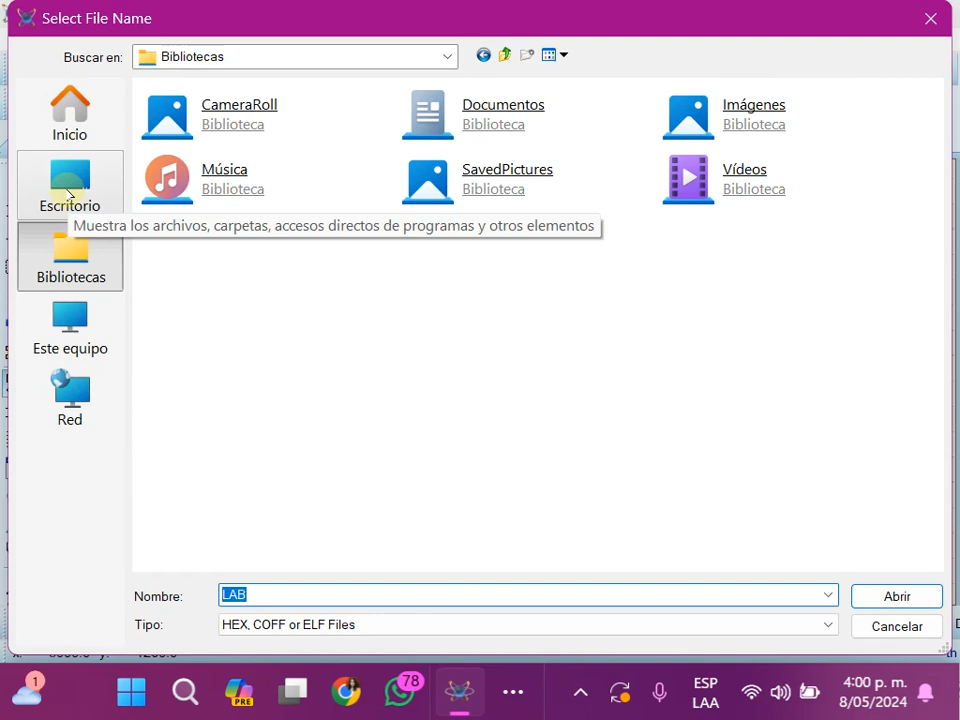 Select File Name
Buscar en:
Bibliotecas
Inicio
Escritorio
Bibliotecas
Este equipo
Red
CameraRoll
Biblioteca
Documentos
Biblioteca
Imágenes
Biblioteca
Música
Biblioteca
SavedPictures
Biblioteca
Vídeos
Biblioteca
Muestra los archivos, carpetas, accesos directos de programas y otros elementos
Nombre:
LAB
Abrir
Tipo:
HEX, COFF or ELF Files
Cancelar
1
PRE
78
ESP
LAA
4:00 p. m.
8/05/2024